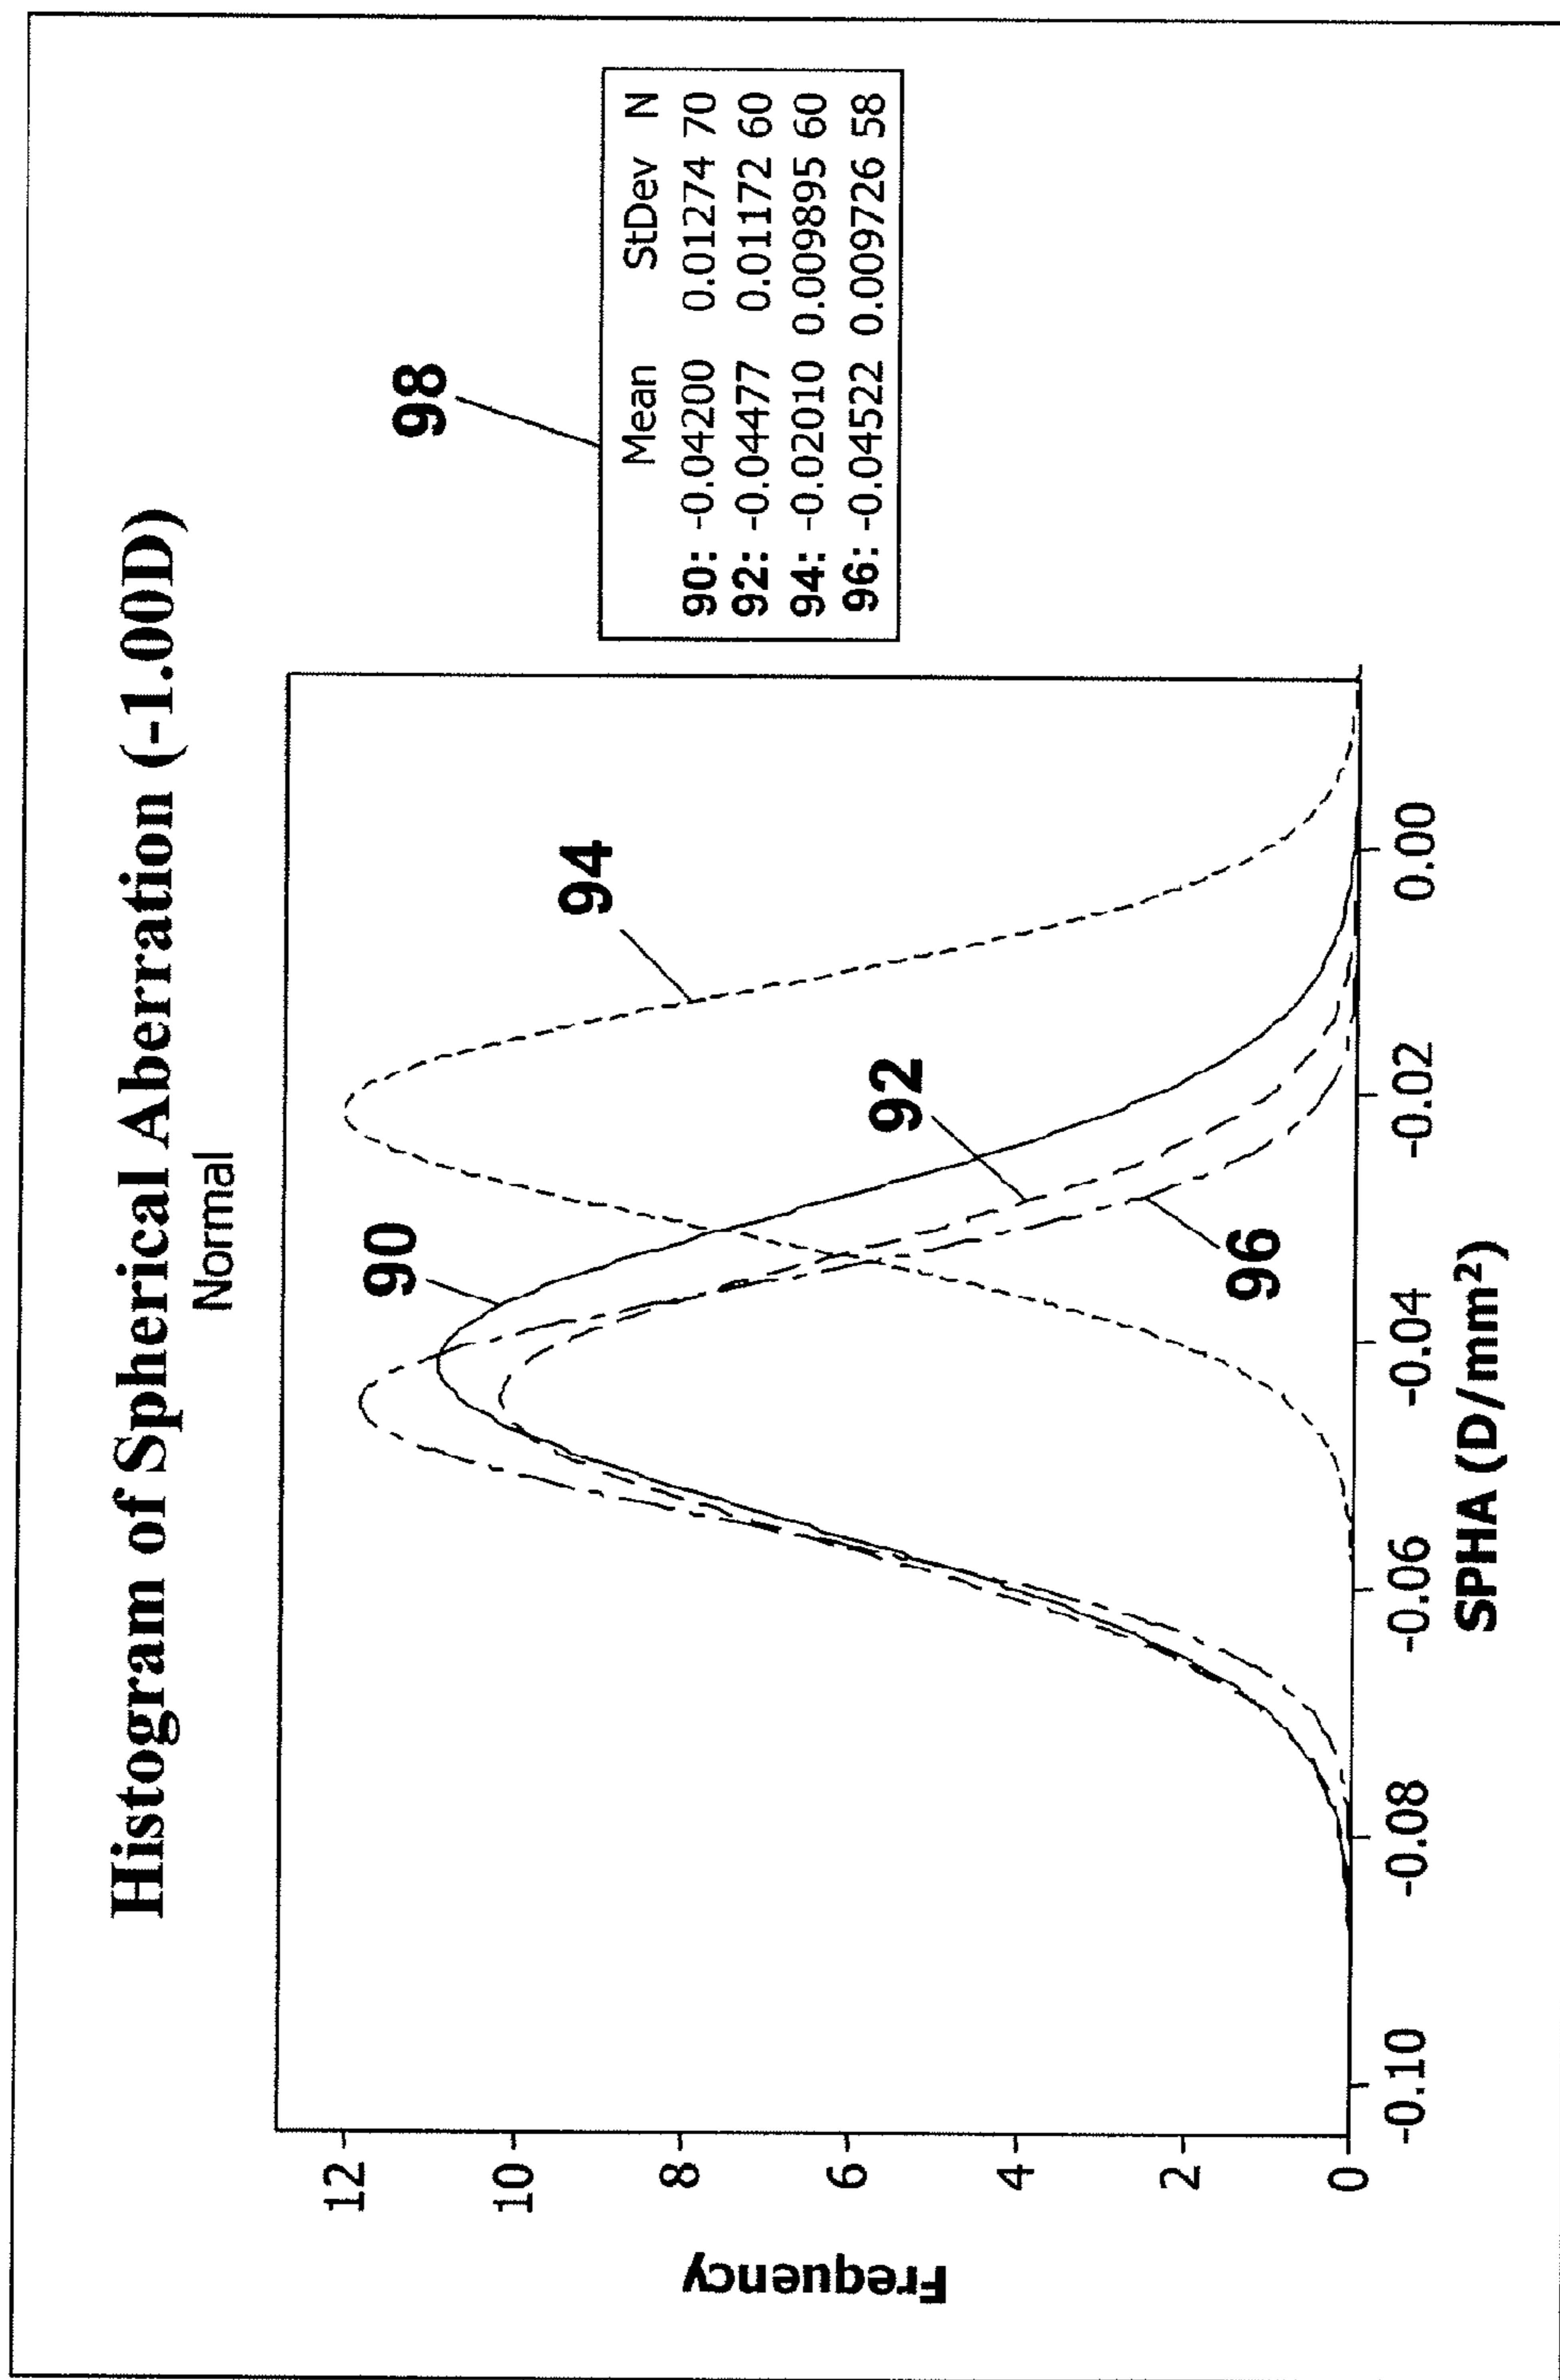 Histogram of Spherical Aberration (-1.00D)
Normal
98
Mean StDev N
90: -0.04200 0.01274 70
92: -0.04477 0.01172 60
94: -0.02010 0.009895 60
96: -0.04522 0.009726 58
90
94
92
96
12
10
8
6
4
2
0
Frequency
-0.10
-0.08
-0.06
-0.04
-0.02
0.00
SPHA (D/mm²)